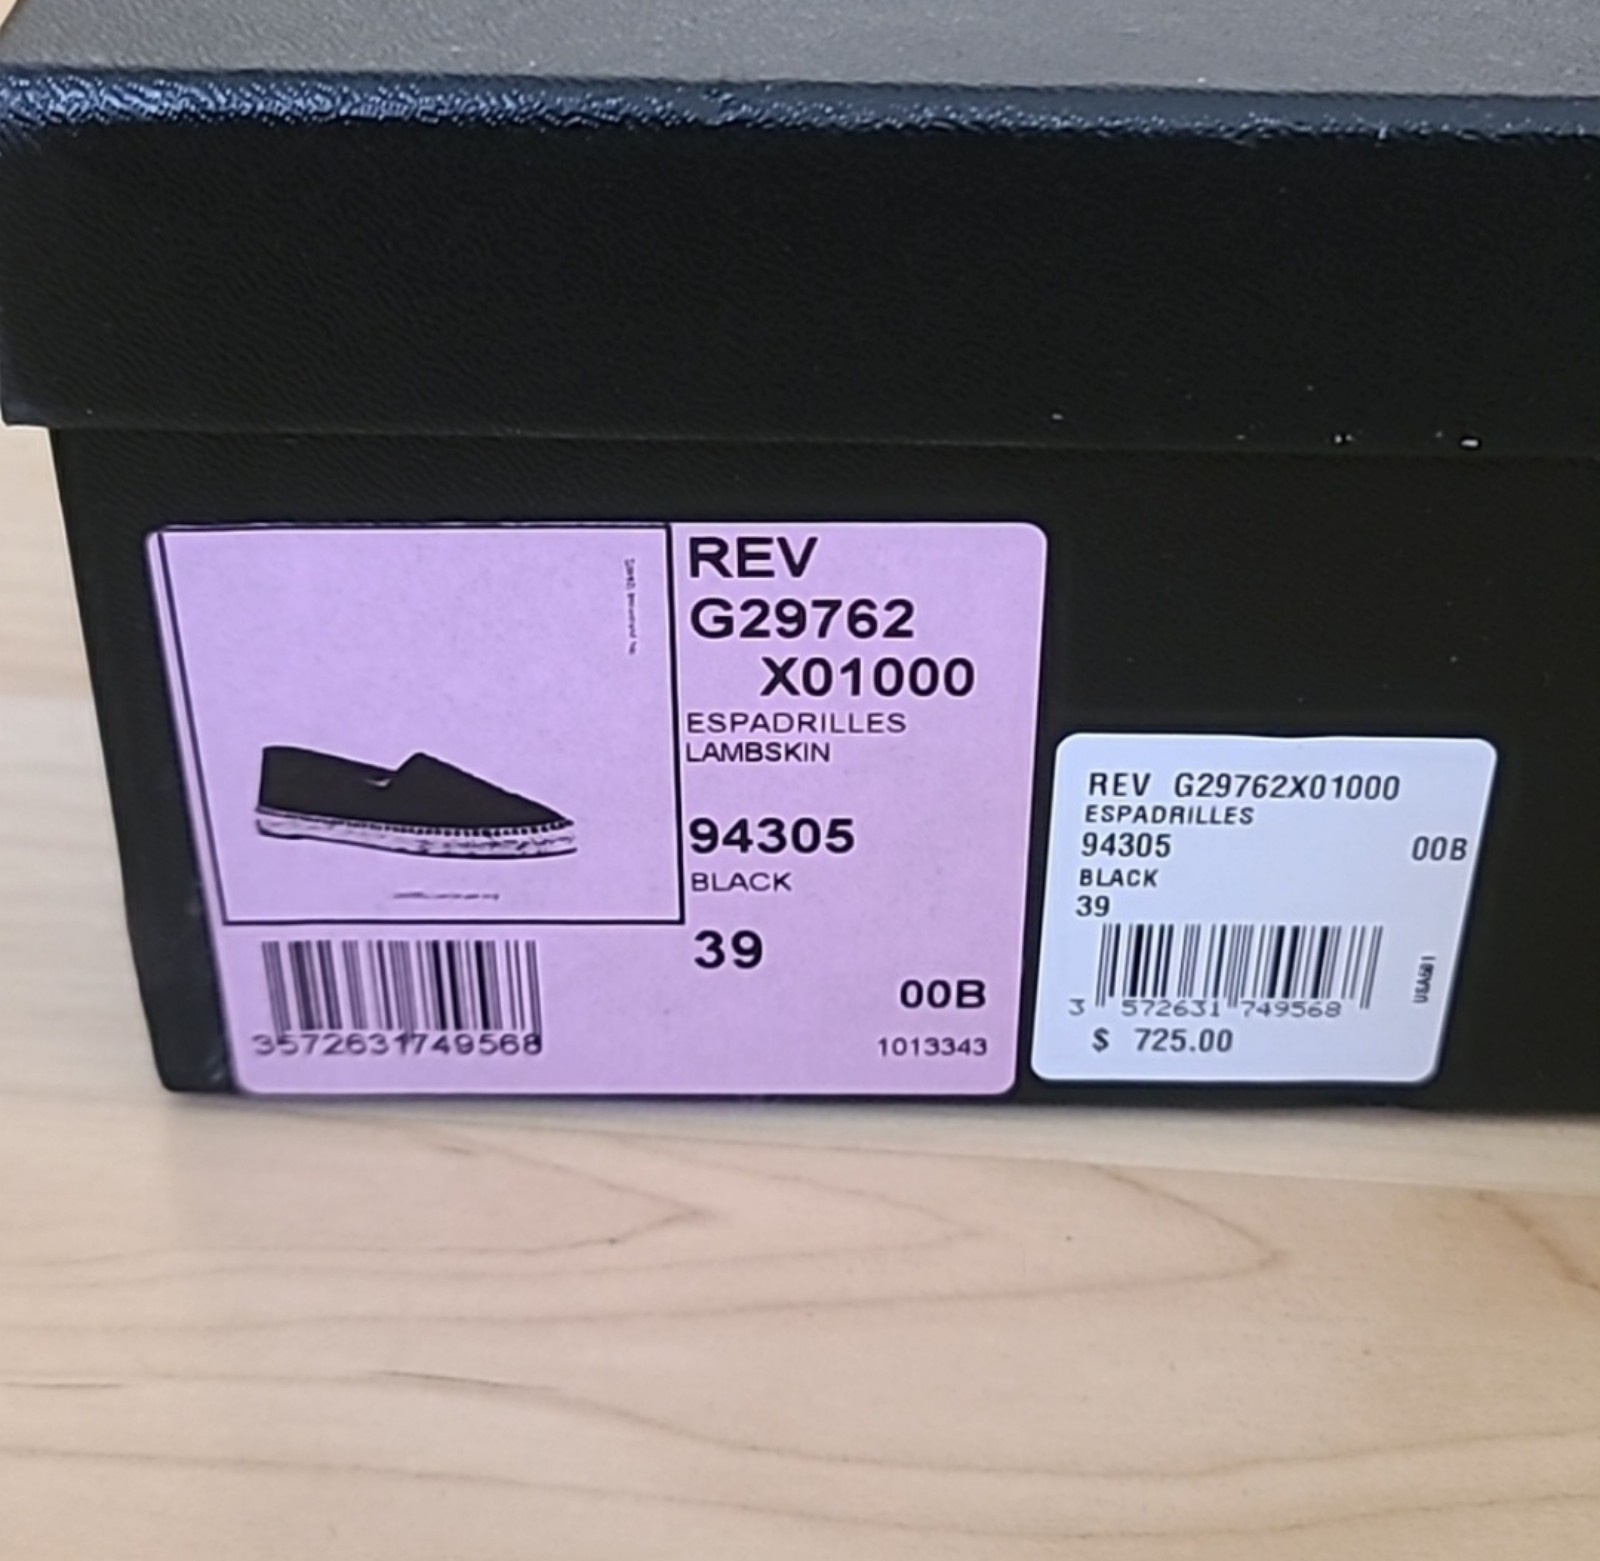 REV
G29762
X01000
ESPADRILLES
LAMBSKIN
94305
BLACK
39
00B
3572631749568
1013343
REV G29762X01000
ESPADRILLES
94305 00B
BLACK
39
3 572631 749568
$ 725.00